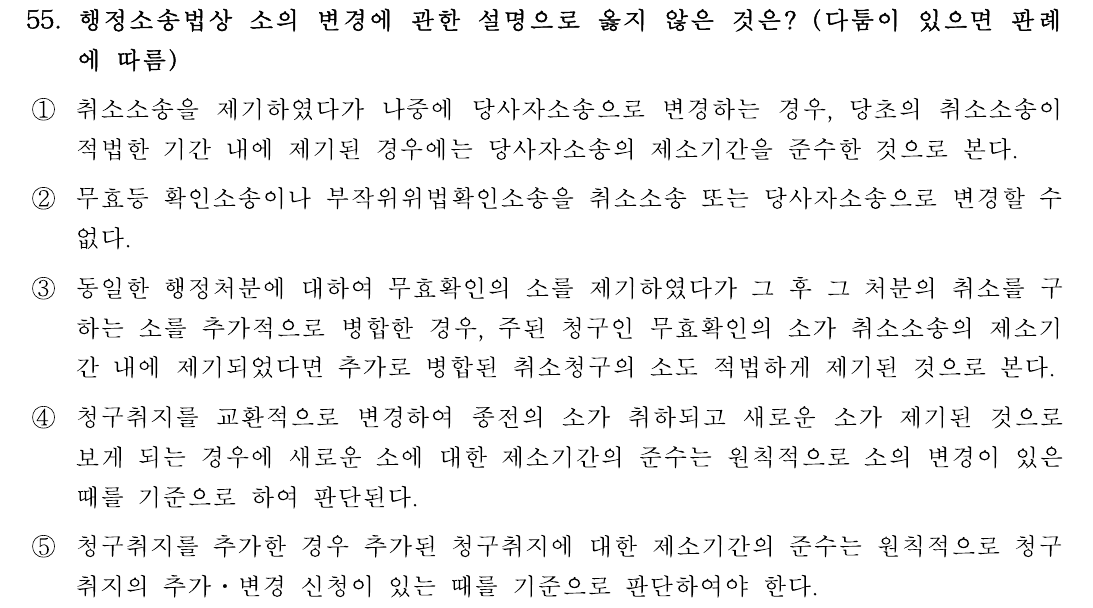 55. 행정소송법상 소의 변경에 관한 설명으로 옳지 않은 것은? (다툼이 있으면 판례
에 따름)
① 취소소송을 제기하였다가 나중에 당사자소송으로 변경하는 경우, 당초의 취소소송이
적법한 기간 내에 제기된 경우에는 당사자소송의 제소기간을 준수한 것으로 본다.
② 무효등 확인소송이나 부작위위법확인소송을 취소소송 또는 당사자소송으로 변경할 수
없다.
③ 동일한 행정처분에 대하여 무효확인의 소를 제기하였다가 그 후 그 처분의 취소를 구
하는 소를 추가적으로 병합한 경우, 주된 청구인 무효확인의 소가 취소소송의 제소기
간 내에 제기되었다면 추가로 병합된 취소청구의 소도 적법하게 제기된 것으로 본다.
④ 청구취지를 교환적으로 변경하여 종전의 소가 취하되고 새로운 소가 제기된 것으로
보게 되는 경우에 새로운 소에 대한 제소기간의 준수는 원칙적으로 소의 변경이 있은
때를 기준으로 하여 판단된다.
⑤ 청구취지를 추가한 경우 추가된 청구취지에 대한 제소기간의 준수는 원칙적으로 청구
취지의 추가・변경 신청이 있는 때를 기준으로 판단하여야 한다.